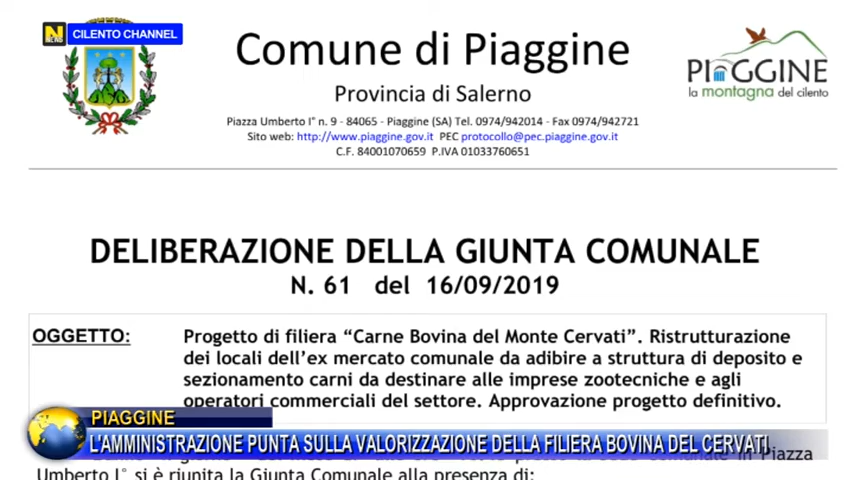 N
CILENTO CHANNEL
Comune di Piaggine
Provincia di Salerno
Piazza Umberto I° n. 9 - 84065 - Piaggine (SA) Tel. 0974/942014 - Fax 0974/942721
Sito web: http://www.piaggine.gov.it PEC protocollo@pec.piaggine.gov.it
C.F. 84001070659 P.IVA 01033760651
PIAGGINE
la montagna del cilento
DELIBERAZIONE DELLA GIUNTA COMUNALE
N. 61 del 16/09/2019
OGGETTO:
Progetto di filiera “Carne Bovina del Monte Cervati”. Ristrutturazione
dei locali dell’ex mercato comunale da adibire a struttura di deposito e
sezionamento carni da destinare alle imprese zootecniche e agli
operatori commerciali del settore. Approvazione progetto definitivo.
PIAGGINE
L'AMMINISTRAZIONE PUNTA SULLA VALORIZZAZIONE DELLA FILIERA BOVINA DEL CERVATI
Piazza
Umberto I° si è riunita la Giunta Comunale alla presenza di: